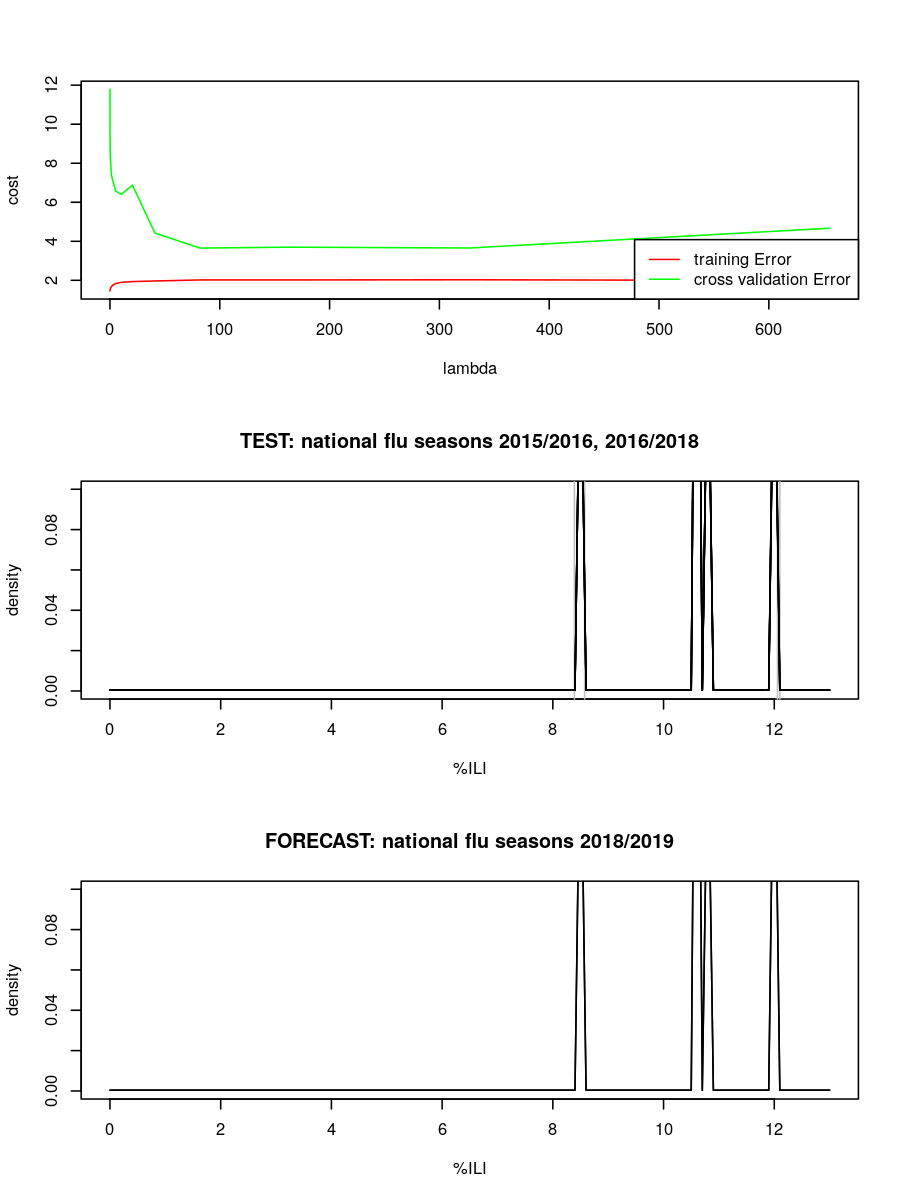 12
10
8
6
4
2
cost
training Error
cross validation Error
0 100 200 300 400 500 600
lambda
TEST: national flu seasons 2015/2016, 2016/2018
0.08
0.04
0.00
density
0 2 4 6 8 10 12
%ILI
FORECAST: national flu seasons 2018/2019
0.08
0.04
0.00
density
0 2 4 6 8 10 12
%ILI